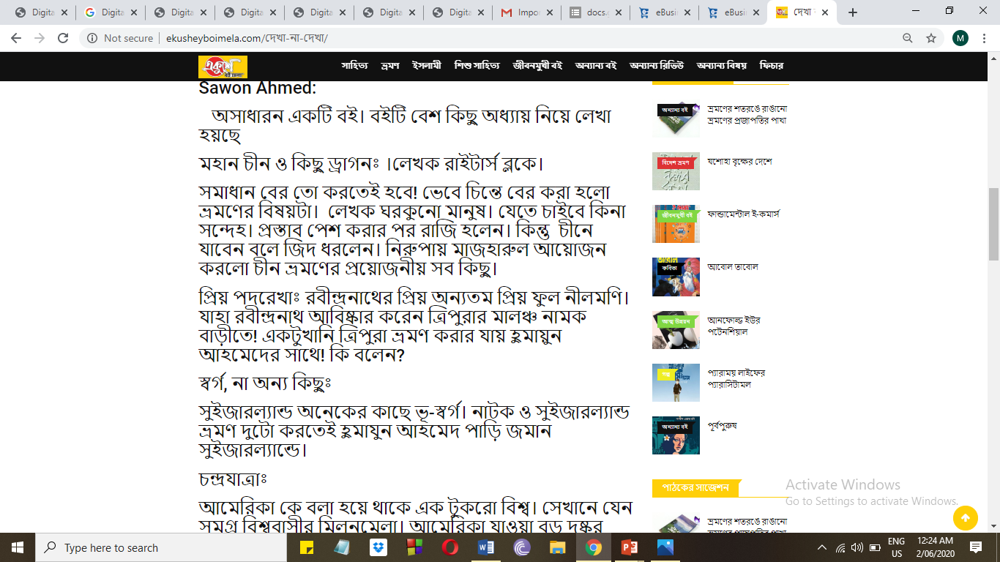 Digita
Digita
Digita
Digita
Digita
Digita
Digita
Impor
docs.
eBusi
eBusi
দেখা
Not secure
ekusheyboimela.com/দেখা-না-দেখা/
M
একুশে
সাহিত্য ভ্রমণ ইসলামী শিশু সাহিত্য জীবনমুখী বই অন্যান্য বই অন্যান্য রিভিউ অন্যান্য বিষয় ফিচার
Sawon Ahmed:
অসাধারন একটি বই। বইটি বেশ কিছু অধ্যায় নিয়ে লেখা
হয়ছে
মহান চীন ও কিছু ড্রাগনঃ ।লেখক রাইটার্স ব্লকে।
সমাধান বের তো করতেই হবে! ভেবে চিন্তে বের করা হলো
ভ্রমণের বিষয়টা। লেখক ঘরকুনো মানুষ। যেতে চাইবে কিনা
সন্দেহ। প্রস্তাব পেশ করার পর রাজি হলেন। কিন্তু চীনে
যাবেন বলে জিদ ধরলেন। নিরুপায় মাজহারুল আয়োজন
করলো চীন ভ্রমণের প্রয়োজনীয় সব কিছু।
প্রিয় পদরেখাঃ রবীন্দ্রনাথের প্রিয় অন্যতম প্রিয় ফুল নীলমণি।
যাহা রবীন্দ্রনাথ আবিষ্কার করেন ত্রিপুরার মালঞ্চ নামক
বাড়ীতে! একটুখানি ত্রিপুরা ভ্রমণ করার যায় হুমায়ুন
আহমেদের সাথে! কি বলেন?
স্বর্গ, না অন্য কিছুঃ
সুইজারল্যান্ড অনেকের কাছে ভূ-স্বর্গ। নাটক ও সুইজারল্যান্ড
ভ্রমণ দুটো করতেই হুমাযুন আহমেদ পাড়ি জমান
সুইজারল্যান্ডে।
চন্দ্রযাত্রাঃ
আমেরিকা কে বলা হয়ে থাকে এক টুকরো বিশ্ব। সেখানে যেন
সমগ্র বিশ্ববাসীর মিলনমেলা। আমেরিকা যাওয়া বড় দুষ্কর
অন্যান্য বই
ভ্রমণের শতরঙে রাঙানো
ভ্রমণের প্রজাপতির পাখা
বিদেশ ভ্রমণ
যশোহা বৃক্ষের দেশে
জীবনমুখী বই
ফান্ডামেন্টাল ই-কমার্স
কবিতা
আবোল তাবোল
আত্ম উন্নয়ন
আনফোল্ড ইউর
পটেনশিয়াল
গল্প
প্যারাময় লাইফের
প্যারাসিটামল
অন্যান্য বই
পূর্বপুরুষ
পাঠকের সাজেশন
ভ্রমণের শতরঙে রাঙানো
ভ্রমণের প্রজাপতির পাখা
Activate Windows
Go to Settings to activate Windows.
Type here to search
ENG
US
12:24 AM
2/06/2020